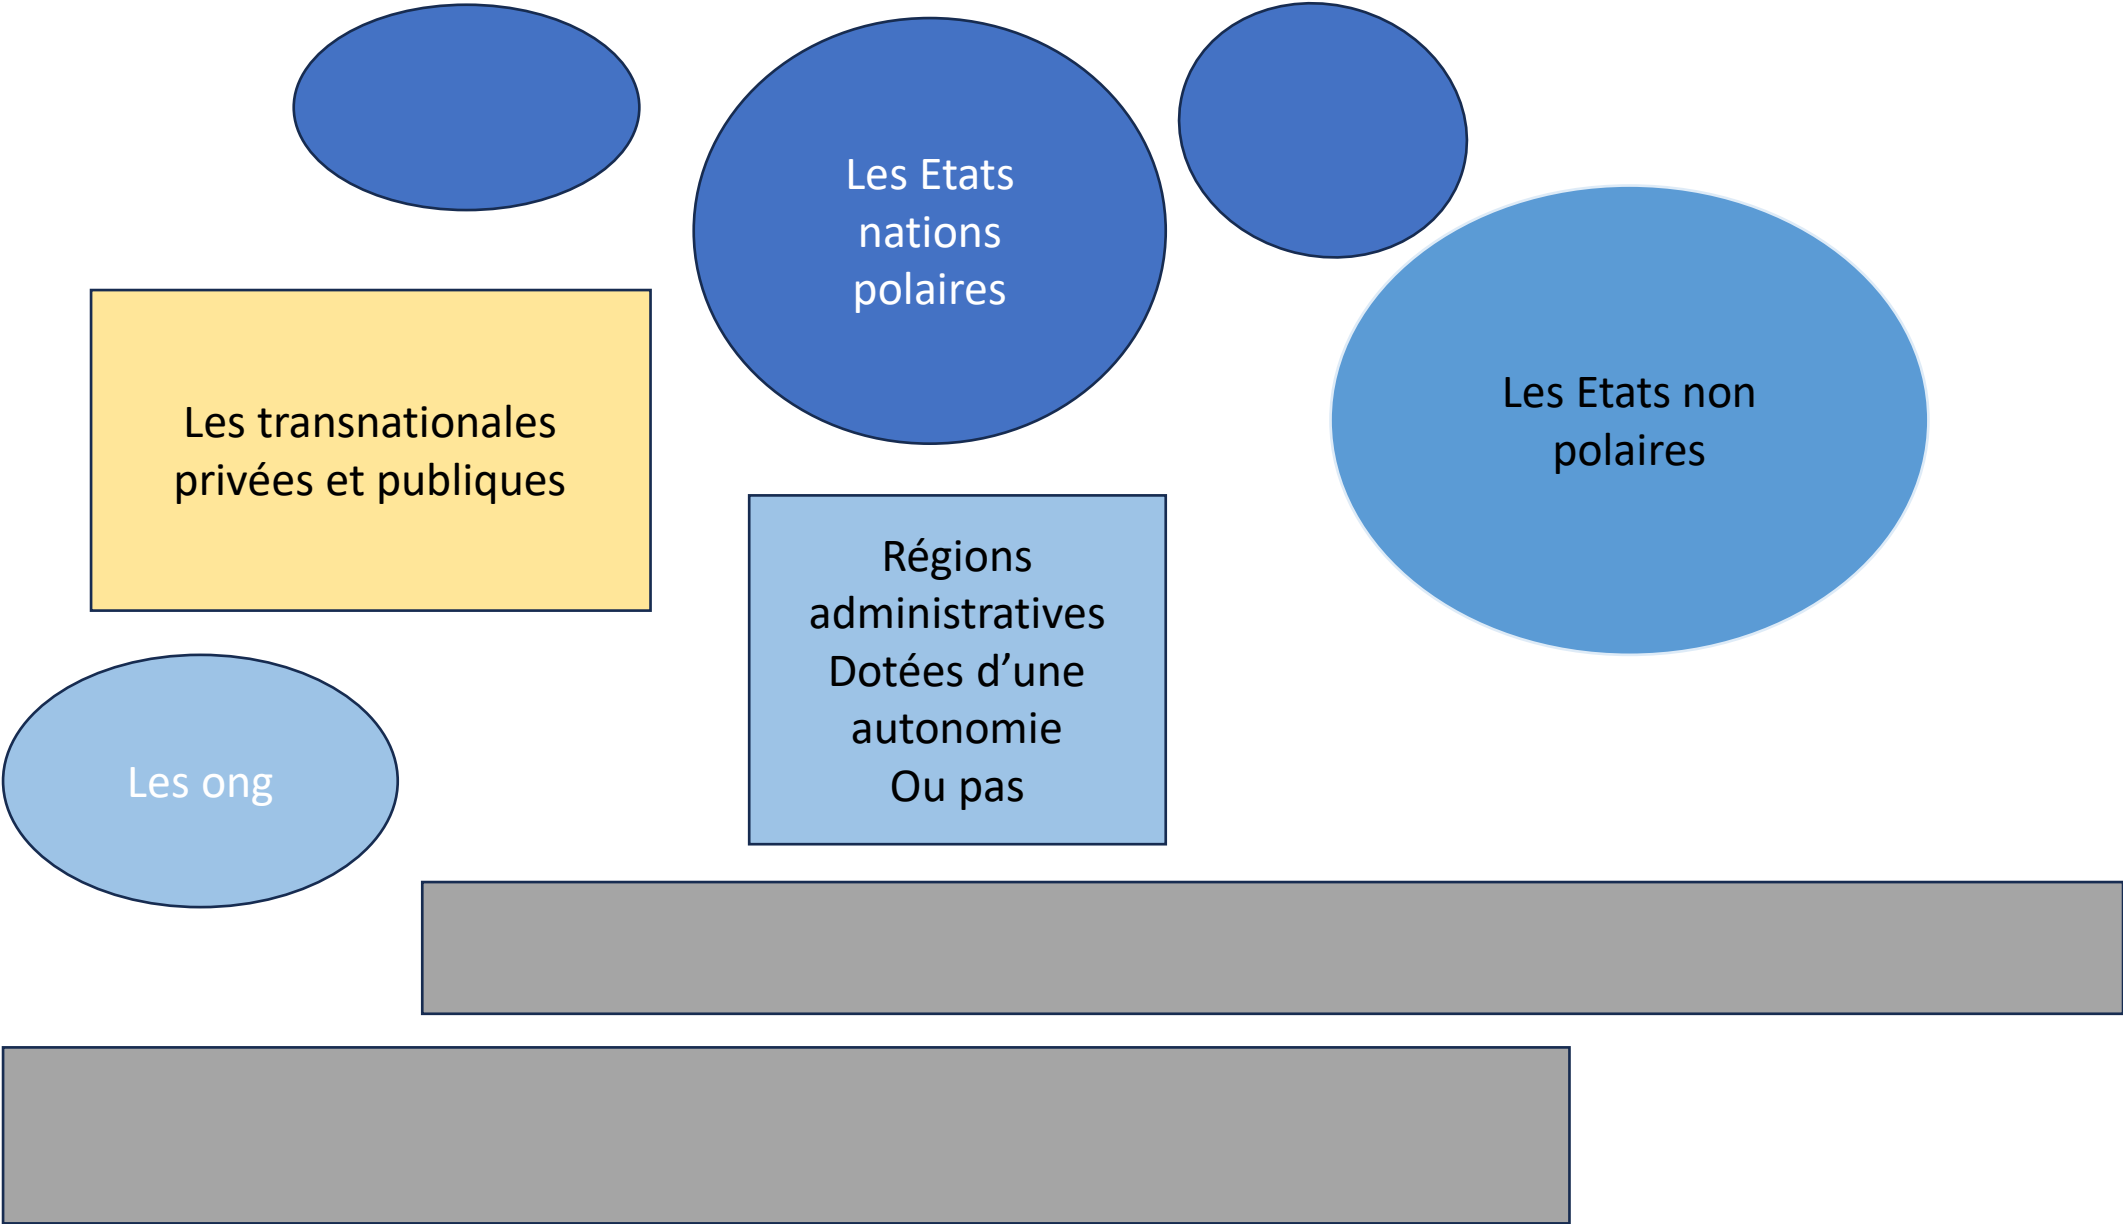 Les Etats
nations
polaires
Les transnationales
privées et publiques
Les Etats non
polaires
Régions
administratives
Dotées d’une
autonomie
Ou pas
Les ong